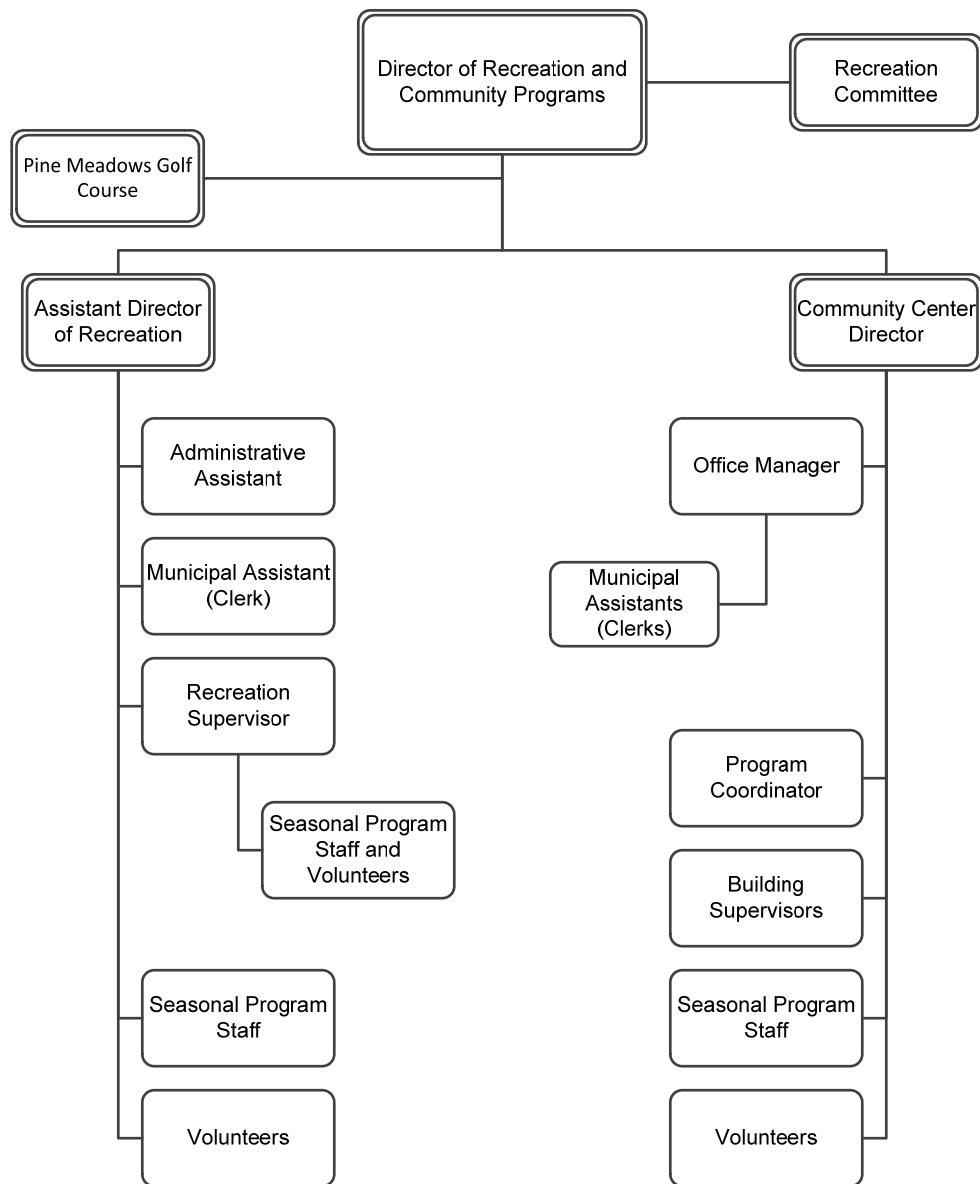 Director of Recreation and
Community Programs
Recreation
Committee
Pine Meadows Golf
Course
Assistant Director
of Recreation
Community Center
Director
Administrative
Assistant
Office Manager
Municipal Assistant
(Clerk)
Municipal
Assistants
(Clerks)
Recreation
Supervisor
Program
Coordinator
Seasonal Program
Staff and
Volunteers
Building
Supervisors
Seasonal Program
Staff
Seasonal Program
Staff
Volunteers
Volunteers